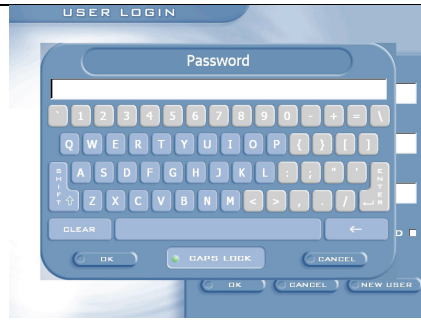 USER LOGIN
Password
` 1 2 3 4 5 6 7 8 9 0 - + = \
Q W E R T Y U I O P { } [ ]
SHIFT A S D F G H J K L : ; " ' ENTER
Z X C V B N M < > , . /
CLEAR ←
OK CAPS LOCK CANCEL
D
OK CANCEL NEW USER